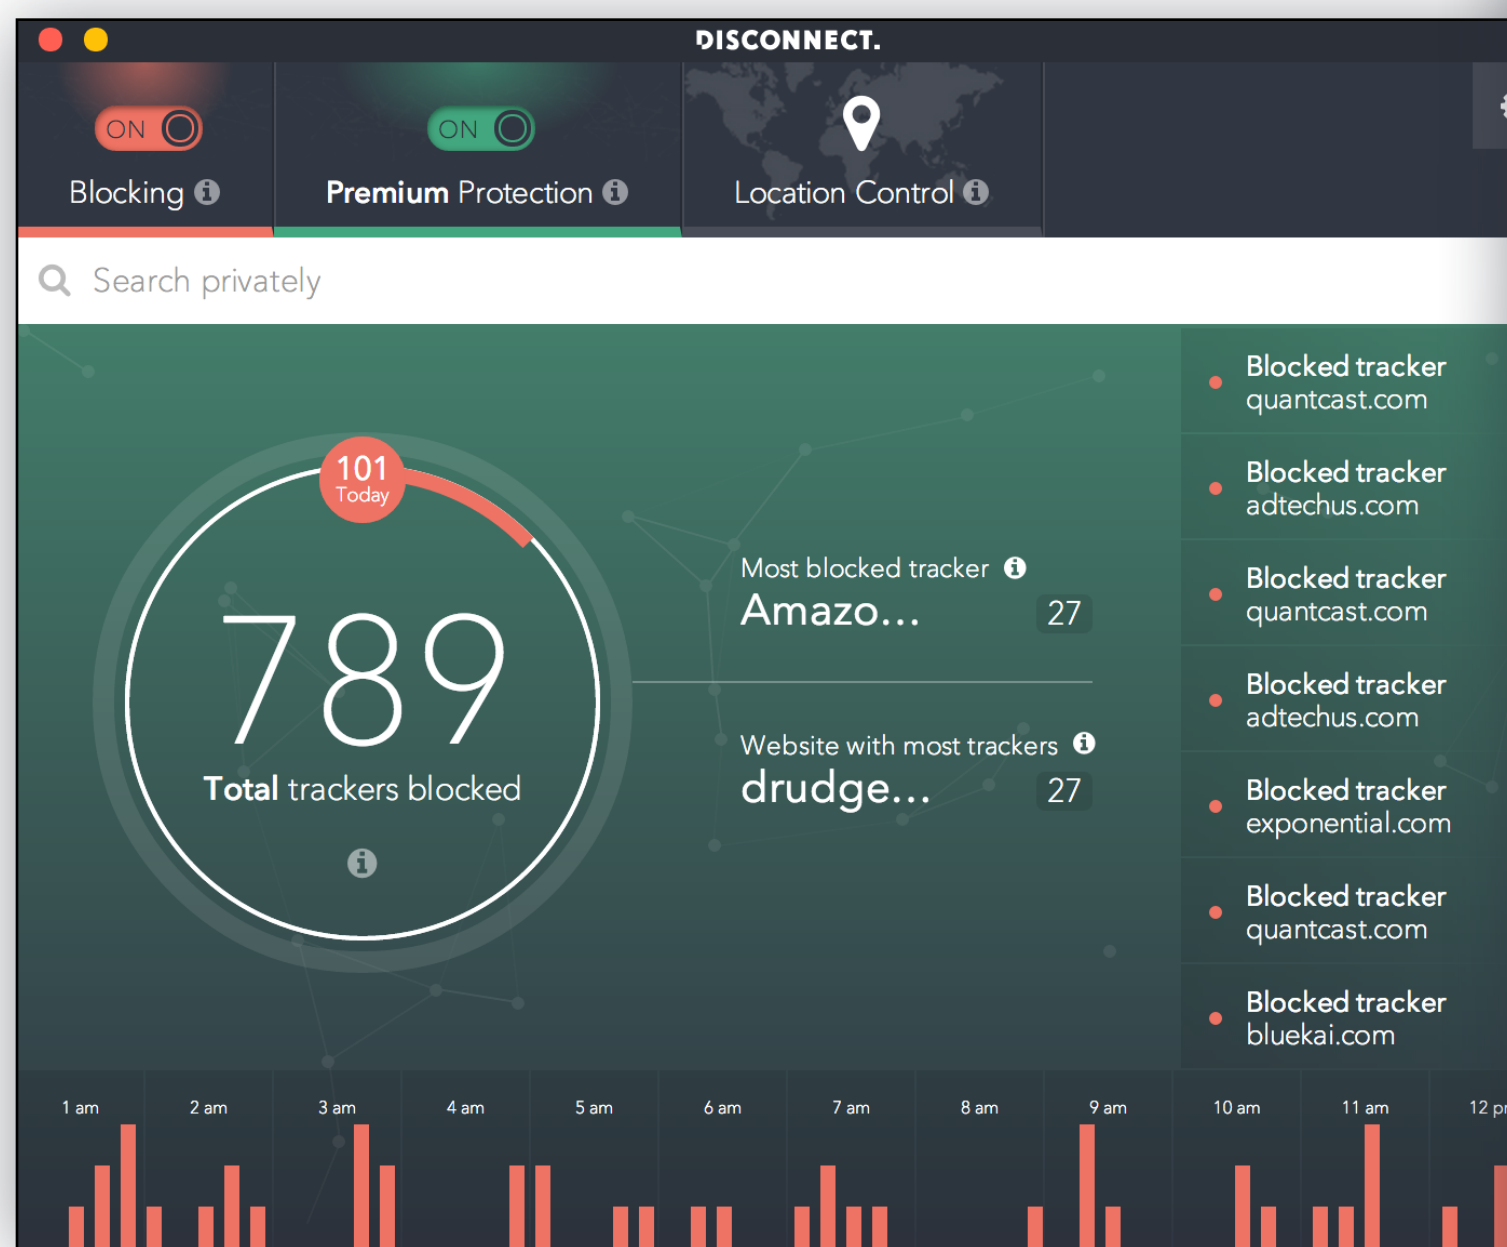 DISCONNECT.
ON
ON
Blocking
Premium Protection
Location Control
Search privately
101
Today
789
Total trackers blocked
Most blocked tracker
Amazo...
27
Website with most trackers
drudge...
27
Blocked tracker
quantcast.com
Blocked tracker
adtechus.com
Blocked tracker
quantcast.com
Blocked tracker
adtechus.com
Blocked tracker
exponential.com
Blocked tracker
quantcast.com
Blocked tracker
bluekai.com
1 am 2 am 3 am 4 am 5 am 6 am 7 am 8 am 9 am 10 am 11 am 12